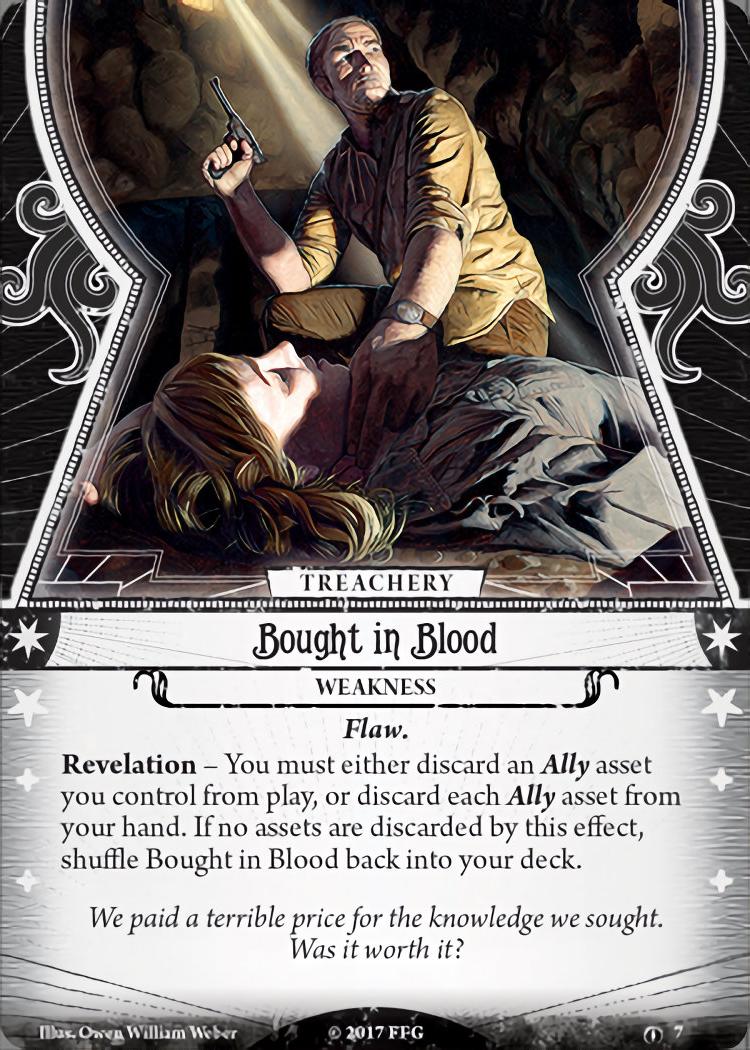 TREACHERY
Bought in Blood
WEAKNESS
Flaw.
Revelation – You must either discard an Ally asset
you control from play, or discard each Ally asset from
your hand. If no assets are discarded by this effect,
shuffle Bought in Blood back into your deck.
We paid a terrible price for the knowledge we sought.
Was it worth it?
Illus. Owen William Weber
© 2017 FFG
7